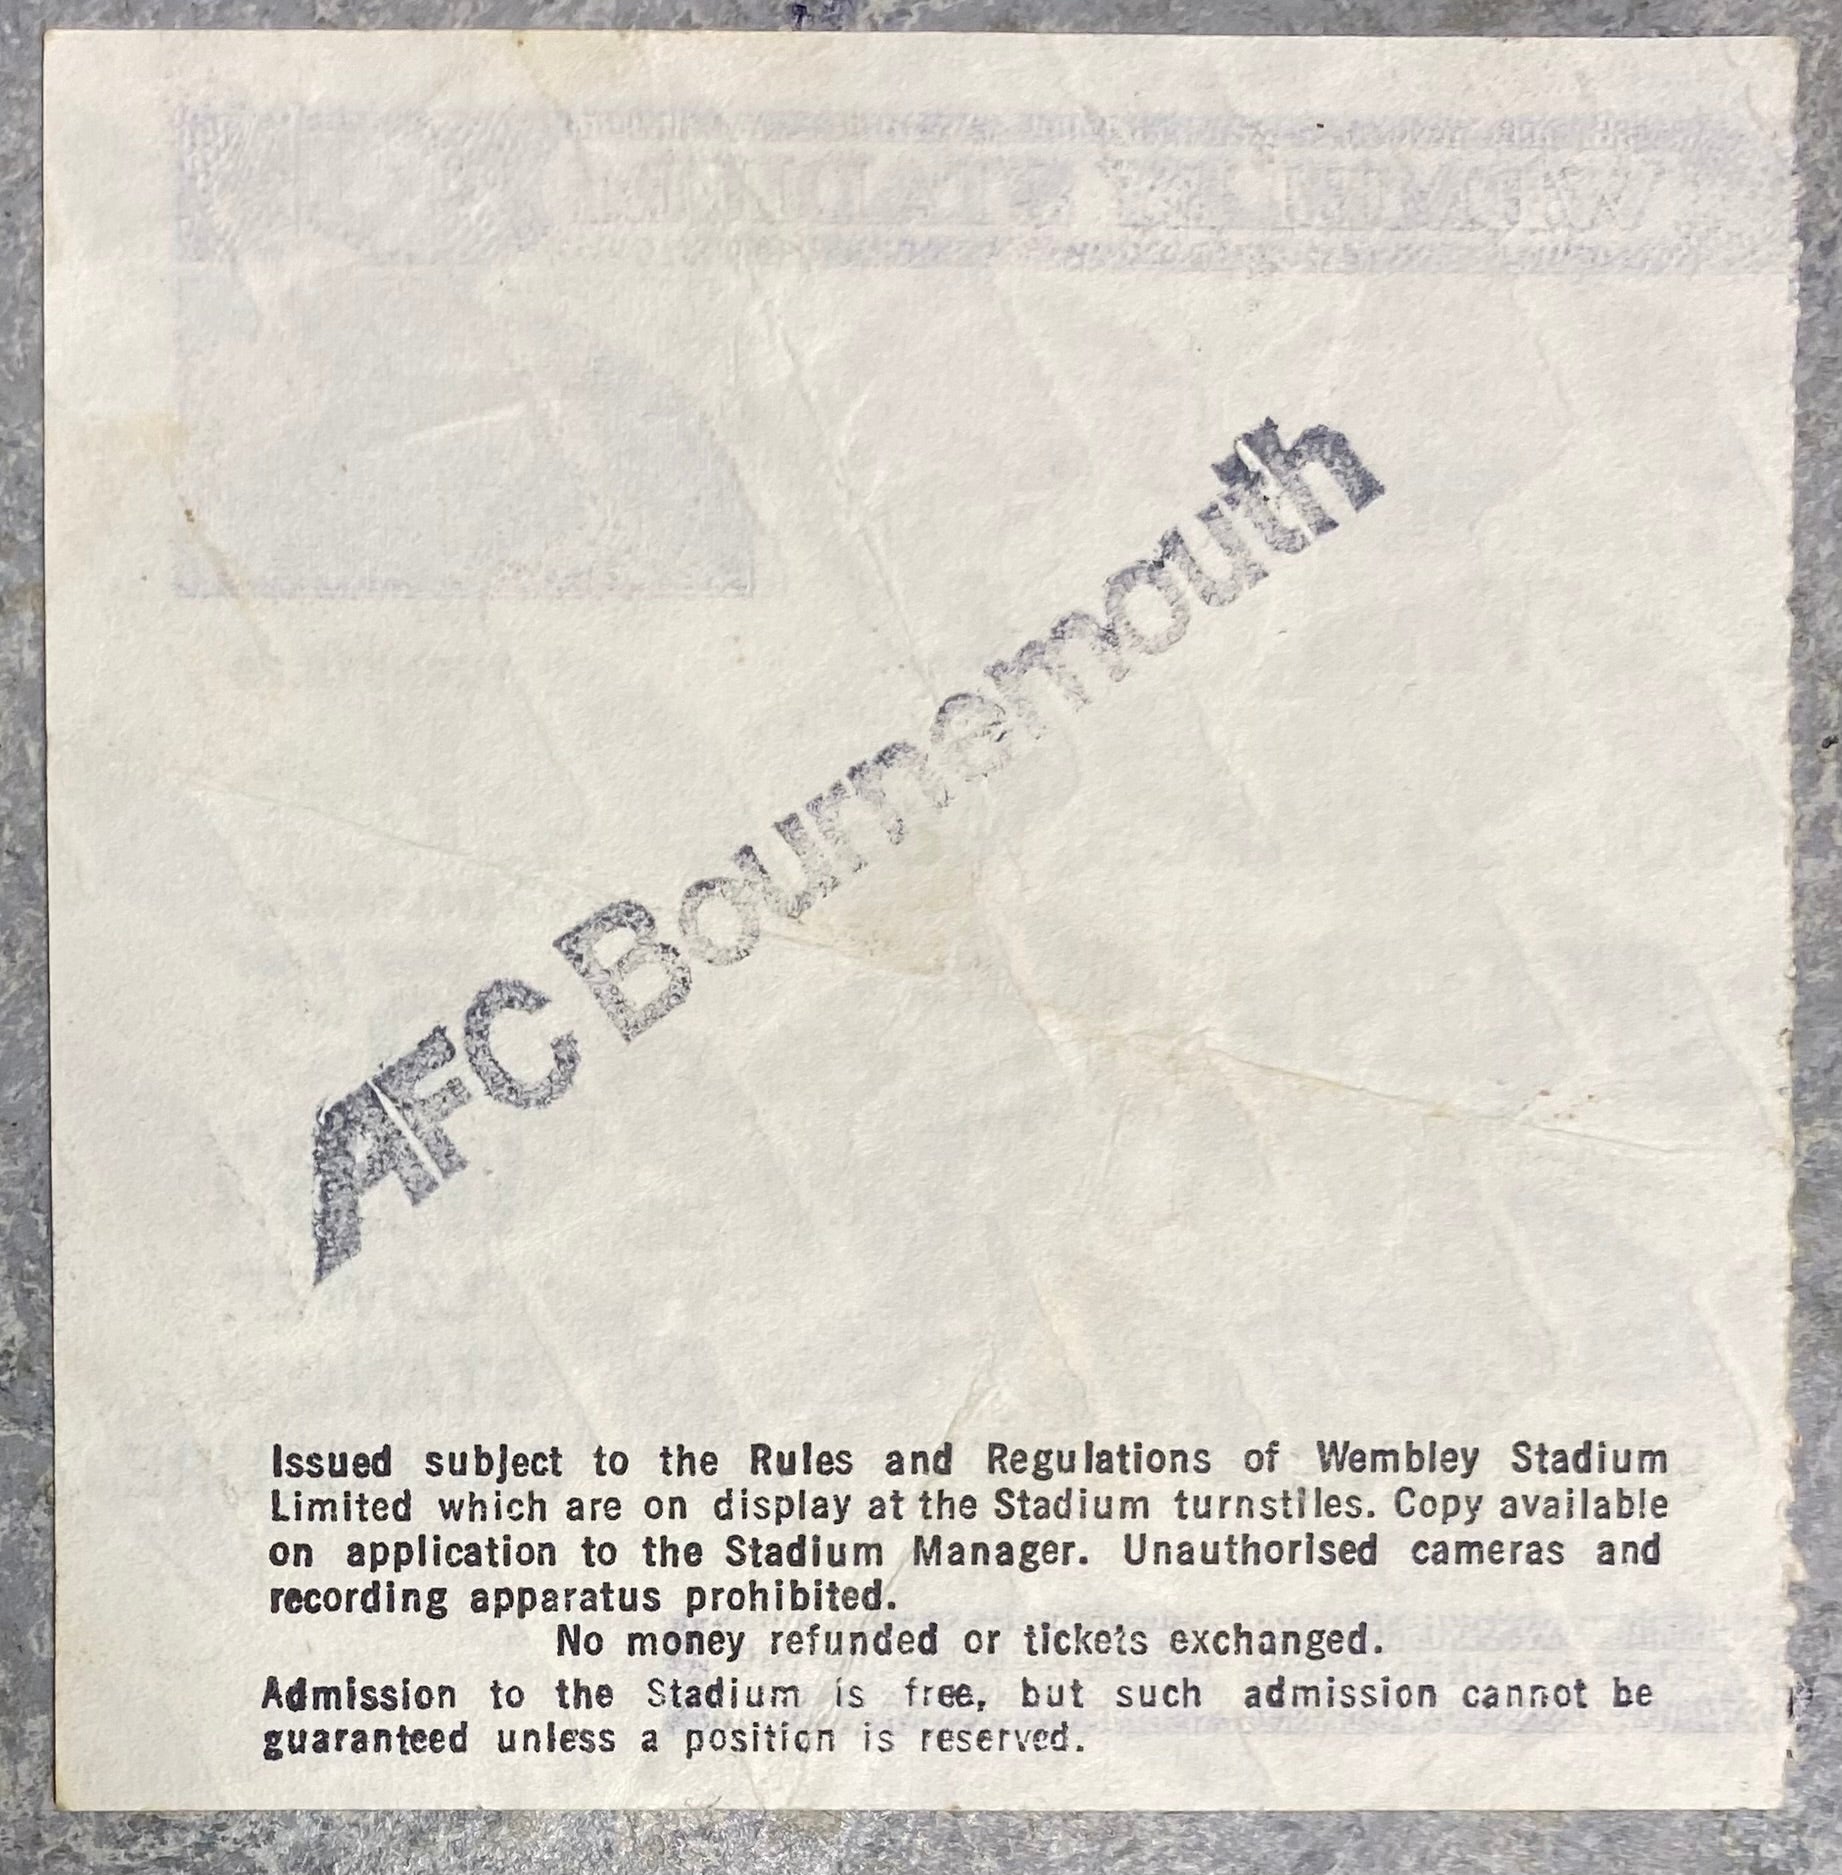 AFC Bournemouth
Issued subject to the Rules and Regulations of Wembley Stadium
Limited which are on display at the Stadium turnstiles. Copy available
on application to the Stadium Manager. Unauthorised cameras and
recording apparatus prohibited.
No money refunded or tickets exchanged.
Admission to the Stadium is free, but such admission cannot be
guaranteed unless a position is reserved.